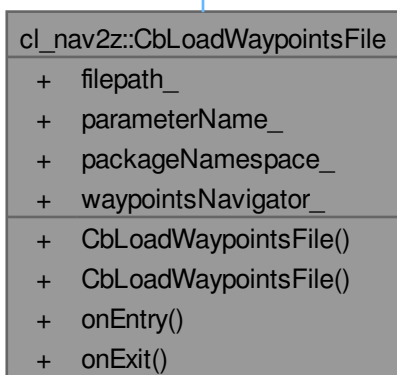 cl_nav2z::CbLoadWaypointsFile
+ filepath_
+ parameterName_
+ packageNamespace_
+ waypointsNavigator_
+ CbLoadWaypointsFile()
+ CbLoadWaypointsFile()
+ onEntry()
+ onExit()